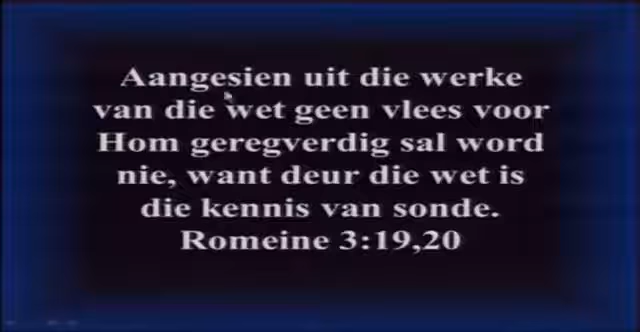 Aangesien uit die werke
van die wet geen vlees voor
Hom geregverdig sal word
nie, want deur die wet is
die kennis van sonde.
Romeine 3:19,20